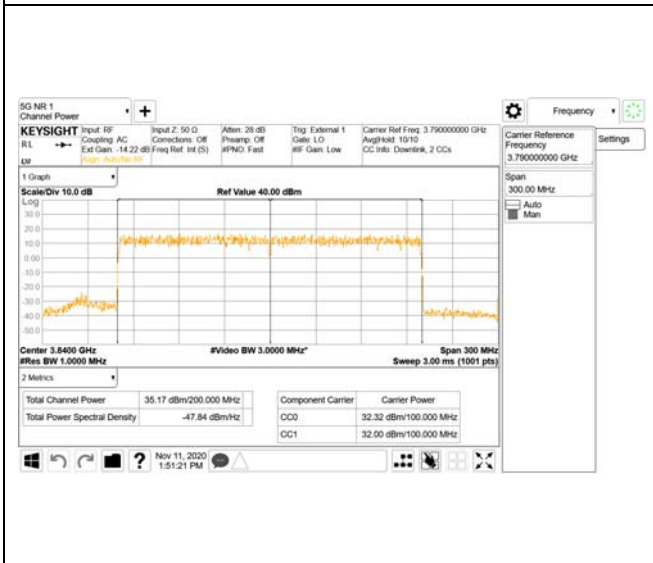 5G NR 1
Channel Power
+
Frequency
KEYSIGHT
RL
Input: RF
Coupling: AC
Ext Gain: -14.22 dB
Align: Auto/No RF
Input Z: 50 Ω
Corrections: Off
Freq Ref: Int (S)
Atten: 28 dB
Preamp: Off
#PNO: Fast
Trig: External 1
Gate: LO
#IF Gain: Low
Carrier Ref Freq: 3.790000000 GHz
Avg|Hold: 10/10
CC Info: Downlink, 2 CCs
Carrier Reference
Frequency
3.790000000 GHz
Settings
Span
300.00 MHz
Auto
Man
1 Graph
Scale/Div 10.0 dB
Ref Value 40.00 dBm
Log
30.0
20.0
10.0
0.00
-10.0
-20.0
-30.0
-40.0
-50.0
Center 3.8400 GHz
#Video BW 3.0000 MHz*
Span 300 MHz
#Res BW 1.0000 MHz
Sweep 3.00 ms (1001 pts)
2 Metrics
Total Channel Power 35.17 dBm/200.000 MHz
Total Power Spectral Density -47.84 dBm/Hz
Component Carrier Carrier Power
CC0 32.32 dBm/100.000 MHz
CC1 32.00 dBm/100.000 MHz
?
Nov 11, 2020
1:51:21 PM